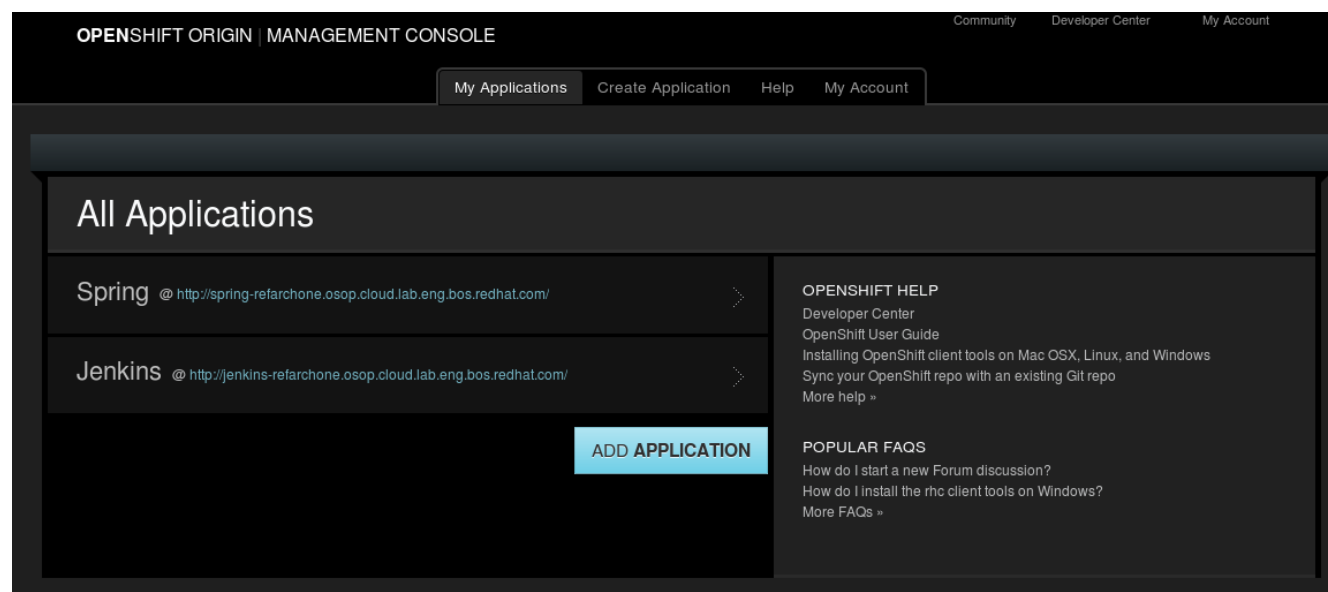 Community Developer Center My Account
OPENSHIFT ORIGIN | MANAGEMENT CONSOLE
My Applications Create Application Help My Account
All Applications
Spring @ http://spring-refarchone.osop.cloud.lab.eng.bos.redhat.com/
Jenkins @ http://jenkins-refarchone.osop.cloud.lab.eng.bos.redhat.com/
ADD APPLICATION
OPENSHIFT HELP
Developer Center
OpenShift User Guide
Installing OpenShift client tools on Mac OSX, Linux, and Windows
Sync your OpenShift repo with an existing Git repo
More help »
POPULAR FAQS
How do I start a new Forum discussion?
How do I install the rhc client tools on Windows?
More FAQs »